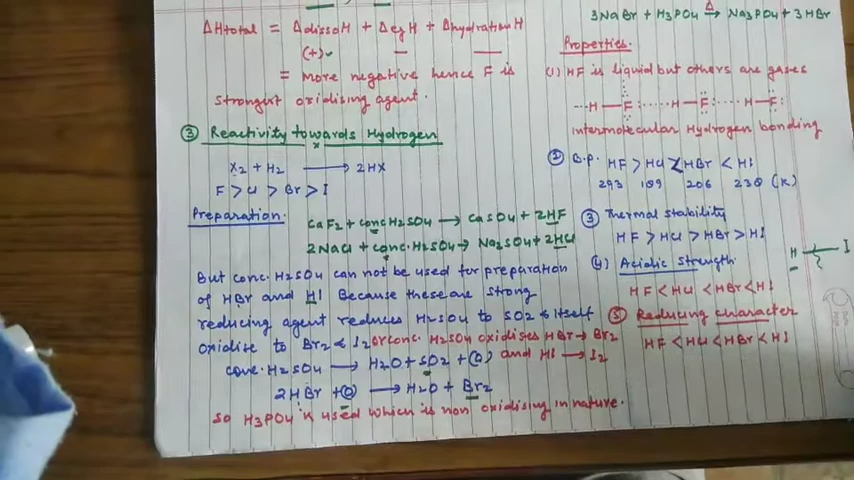 ΔHtotal = ΔdissoH + ΔegH + ΔhydrationH
(+) — —
= more negative hence F is
strongest oxidising agent.
③ Reactivity towards Hydrogen
X2 + H2 ⟶ 2HX
F > Cl > Br > I
Preparation.
CaF2 + conc H2SO4 ⟶ CaSO4 + 2HF
2NaCl + conc. H2SO4 → Na2SO4 + 2HCl
But conc. H2SO4 can not be used for preparation
of HBr and HI Because these are strong
reducing agent reduces H2SO4 to SO2 & itself
oxidise to Br2 & I2 or conc. H2SO4 oxidises HBr → Br2
and HI → I2
conc. H2SO4 ⟶ H2O + SO2 + (O)
2HBr + (O) ⟶ H2O + Br2
So H3PO4 is used which is non oxidising in nature.
3NaBr + H3PO4 Δ→ Na3PO4 + 3HBr
Properties.
(1) HF is liquid but others are gases
---H—F:-----H—F:----H—F:
intermolecular Hydrogen bonding
② B.p. HF > HCl < HBr < HI
293 189 206 238 (K)
③ Thermal stability
HF > HCl > HBr > HI
H I
(4) Acidic strength
HF < HCl < HBr < HI
⑤ Reducing character
HF < HCl < HBr < HI